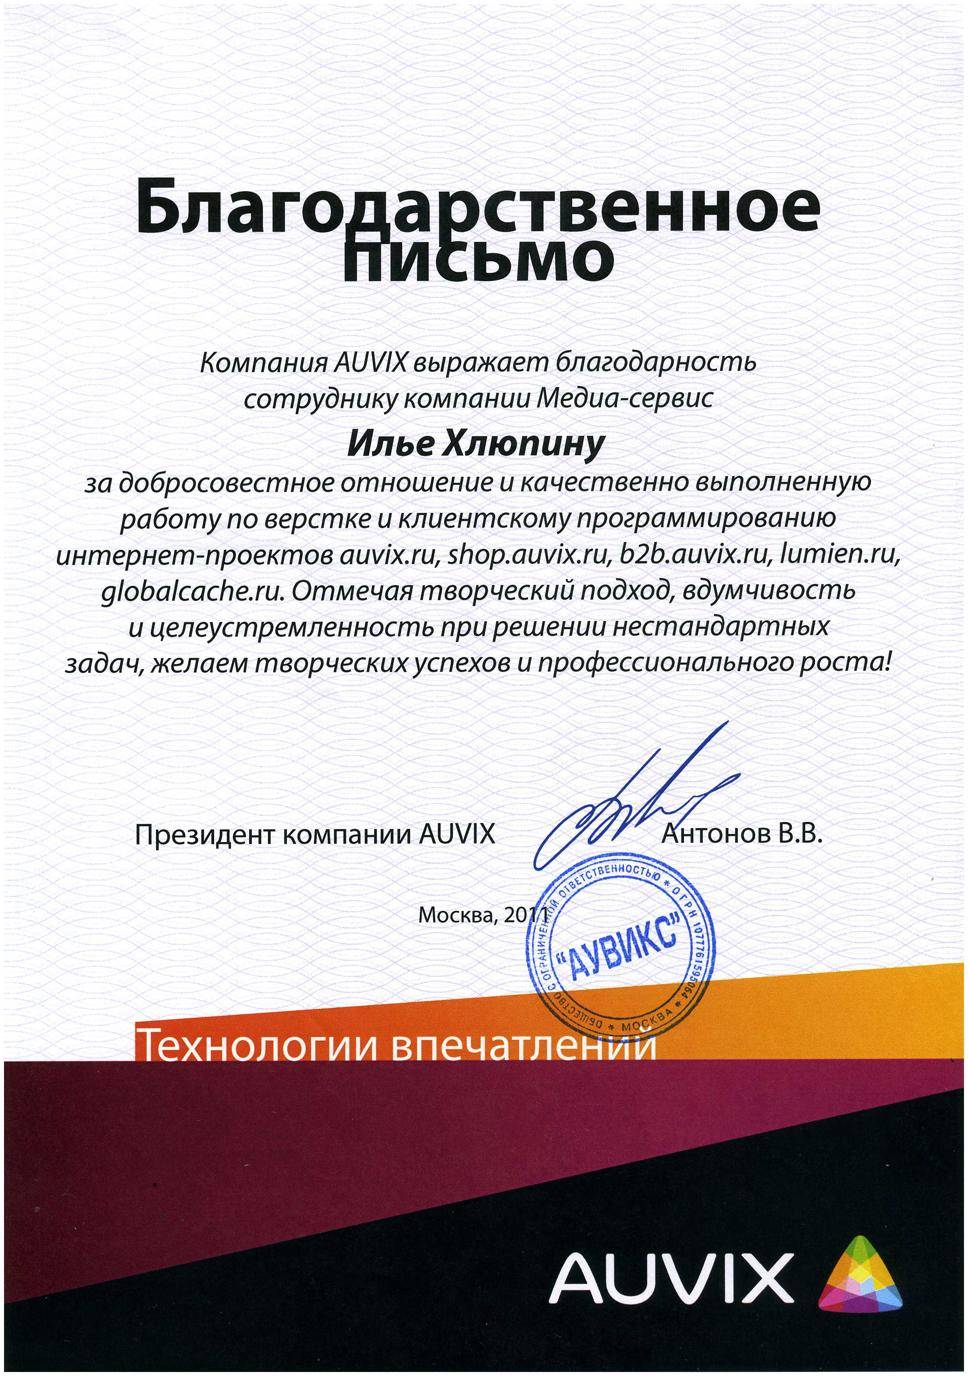 Благодарственное
письмо
Компания AUVIX выражает благодарность
сотруднику компании Медиа-сервис
Илье Хлюпину
за добросовестное отношение и качественно выполненную
работу по верстке и клиентскому программированию
интернет-проектов auvix.ru, shop.auvix.ru, b2b.auvix.ru, lumien.ru,
globalcache.ru. Отмечая творческий подход, вдумчивость
и целеустремленность при решении нестандартных
задач, желаем творческих успехов и профессионального роста!
Президент компании AUVIX
Антонов В.В.
Москва, 2011
ОБЩЕСТВО С ОГРАНИЧЕННОЙ ОТВЕТСТВЕННОСТЬЮ * ОГРН 1077761595064
"АУВИКС"
* МОСКВА *
Технологии впечатлений
AUVIX